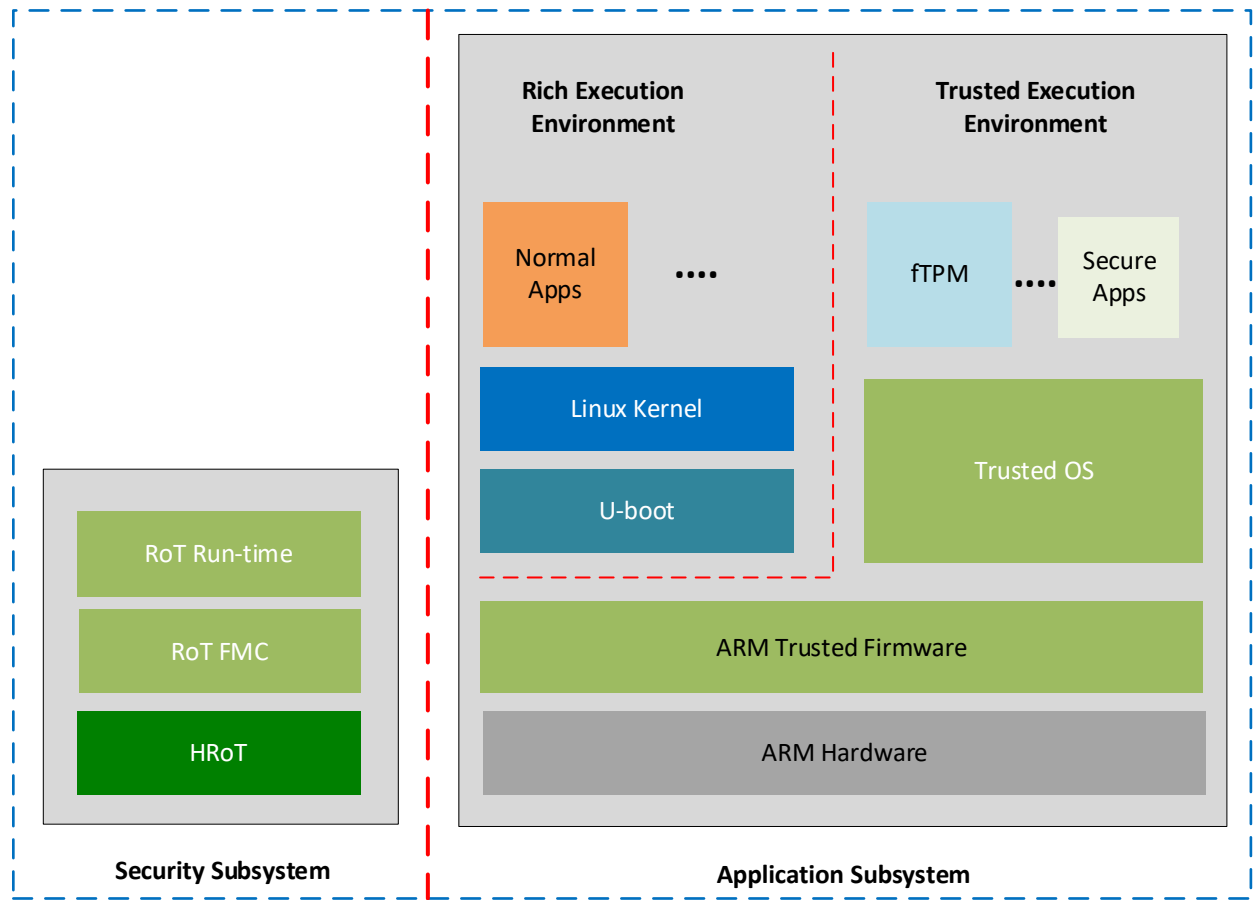 Rich Execution
Environment
Trusted Execution
Environment
Normal
Apps
....
fTPM
....
Secure
Apps
Linux Kernel
Trusted OS
U-boot
RoT Run-time
RoT FMC
ARM Trusted Firmware
HRoT
ARM Hardware
Security Subsystem
Application Subsystem